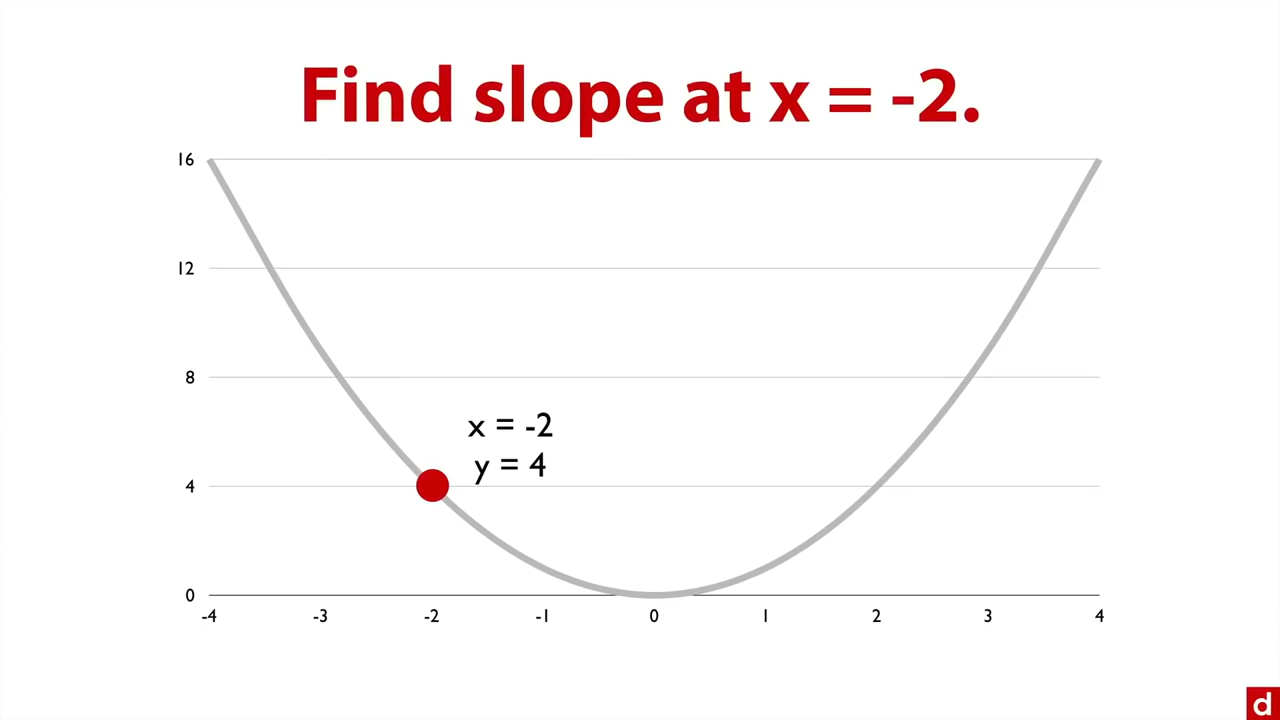 Find slope at x = -2.
16
12
8
x = -2
y = 4
4
0
-4 -3 -2 -1 0 1 2 3 4
d